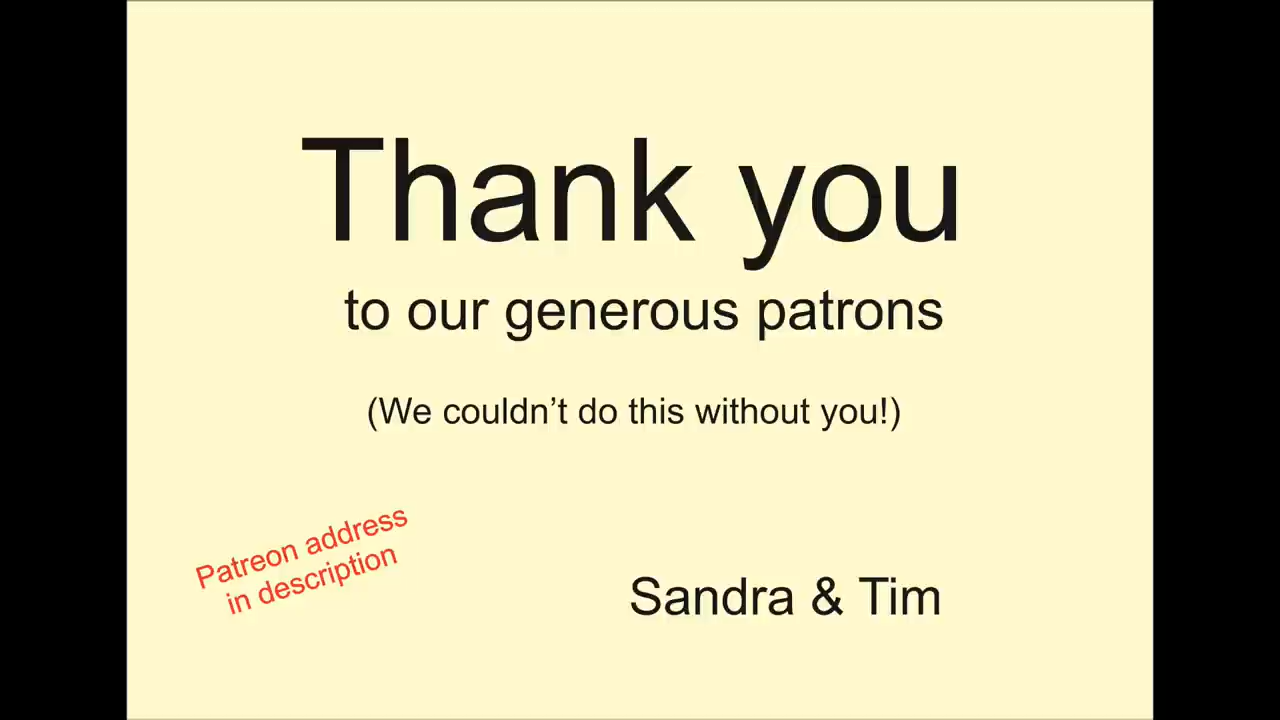 Thank you
to our generous patrons
(We couldn’t do this without you!)
Patreon address
in description
Sandra & Tim